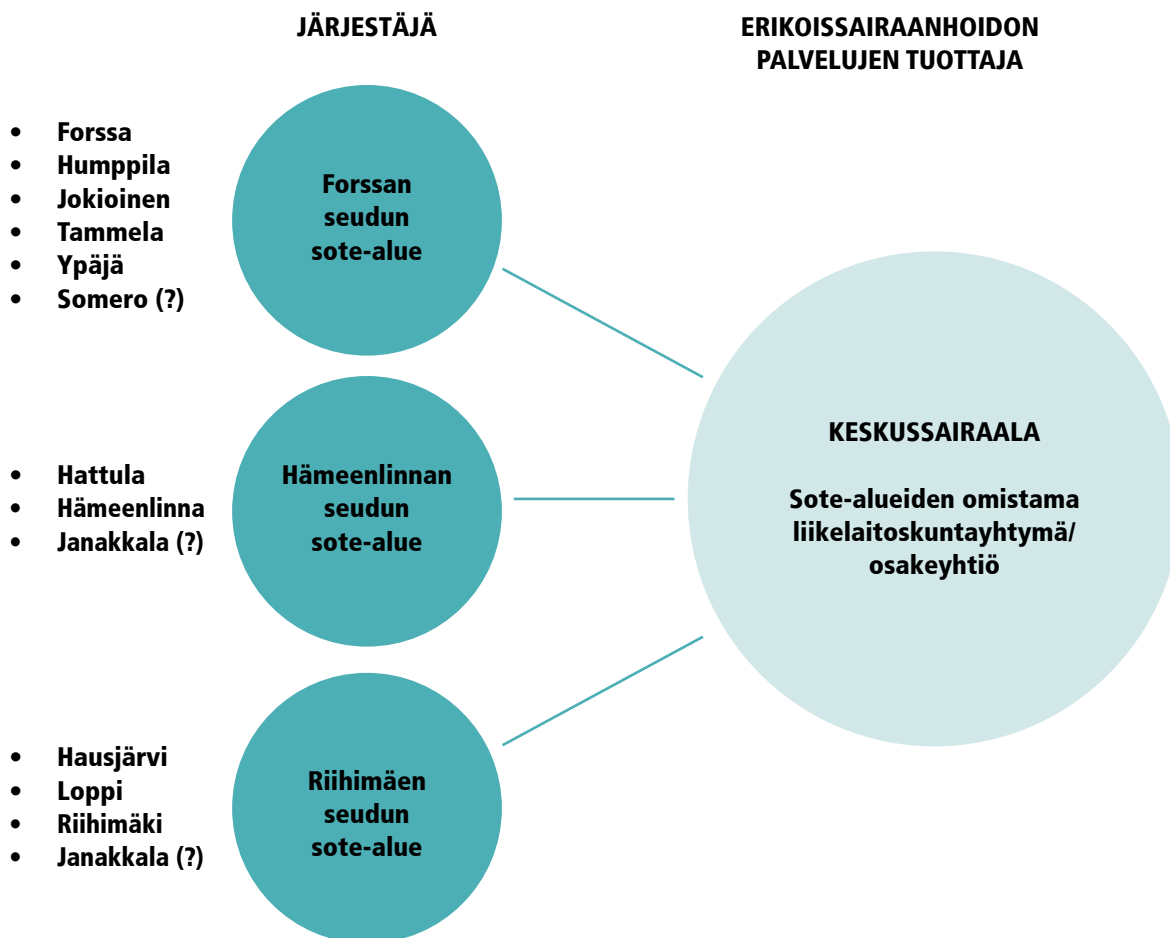 JÄRJESTÄJÄ
ERIKOISSAIRAANHOIDON
PALVELUJEN TUOTTAJA
• Forssa
• Humppila
• Jokioinen
• Tammela
• Ypäjä
• Somero (?)
Forssan
seudun
sote-alue
• Hattula
• Hämeenlinna
• Janakkala (?)
Hämeenlinnan
seudun
sote-alue
• Hausjärvi
• Loppi
• Riihimäki
• Janakkala (?)
Riihimäen
seudun
sote-alue
KESKUSSAIRAALA
Sote-alueiden omistama
liikelaitoskuntayhtymä/
osakeyhtiö